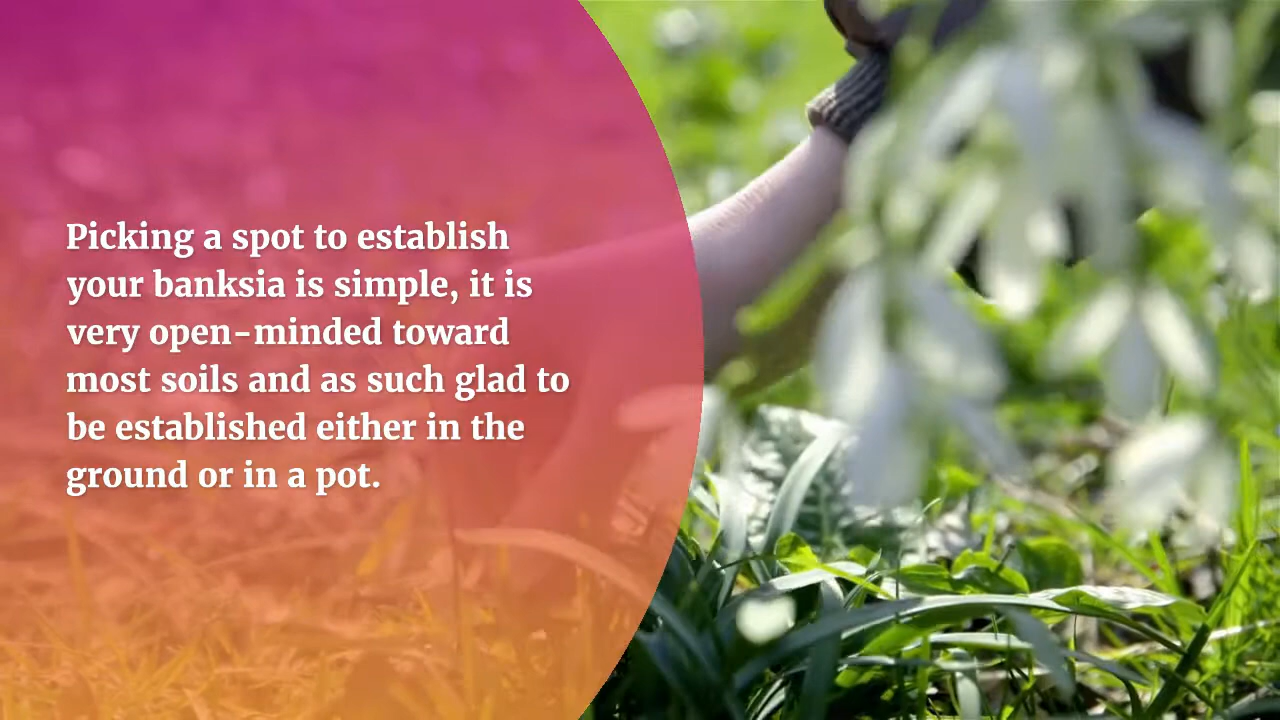 Picking a spot to establish
your banksia is simple, it is
very open-minded toward
most soils and as such glad to
be established either in the
ground or in a pot.